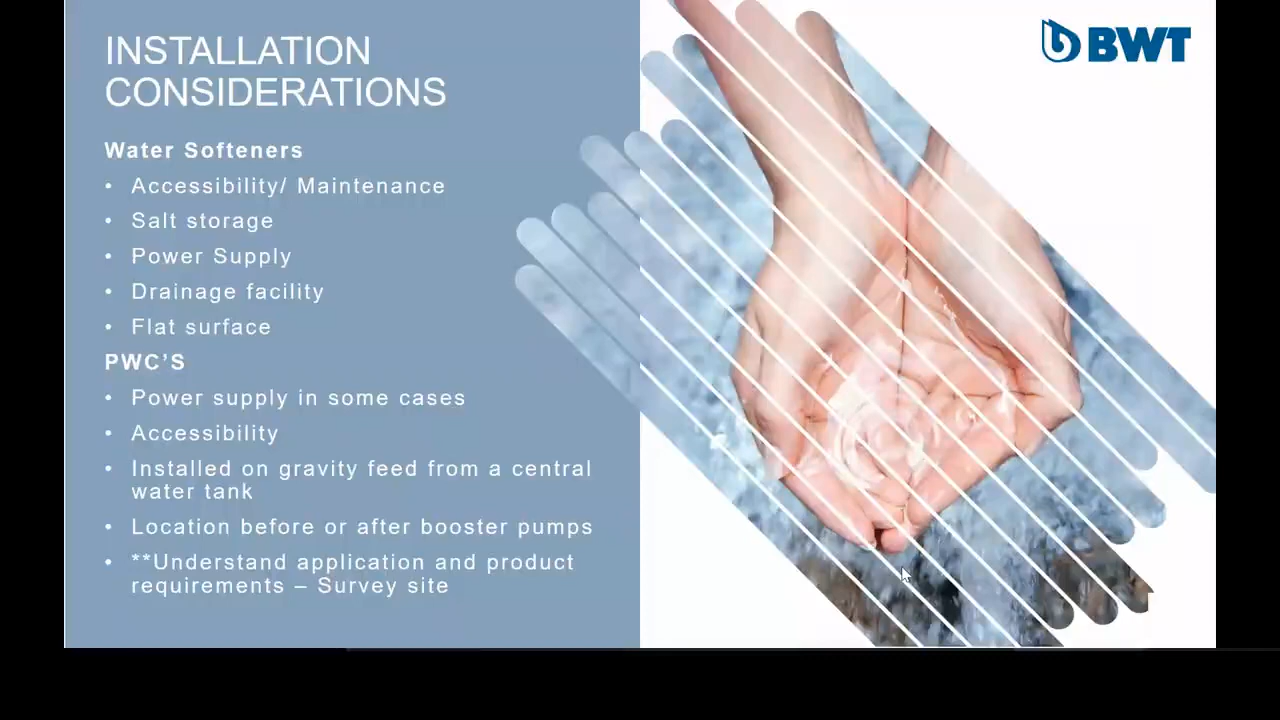 INSTALLATION
CONSIDERATIONS
BWT
Water Softeners
• Accessibility/ Maintenance
• Salt storage
• Power Supply
• Drainage facility
• Flat surface
PWC’S
• Power supply in some cases
• Accessibility
• Installed on gravity feed from a central
water tank
• Location before or after booster pumps
• **Understand application and product
requirements – Survey site